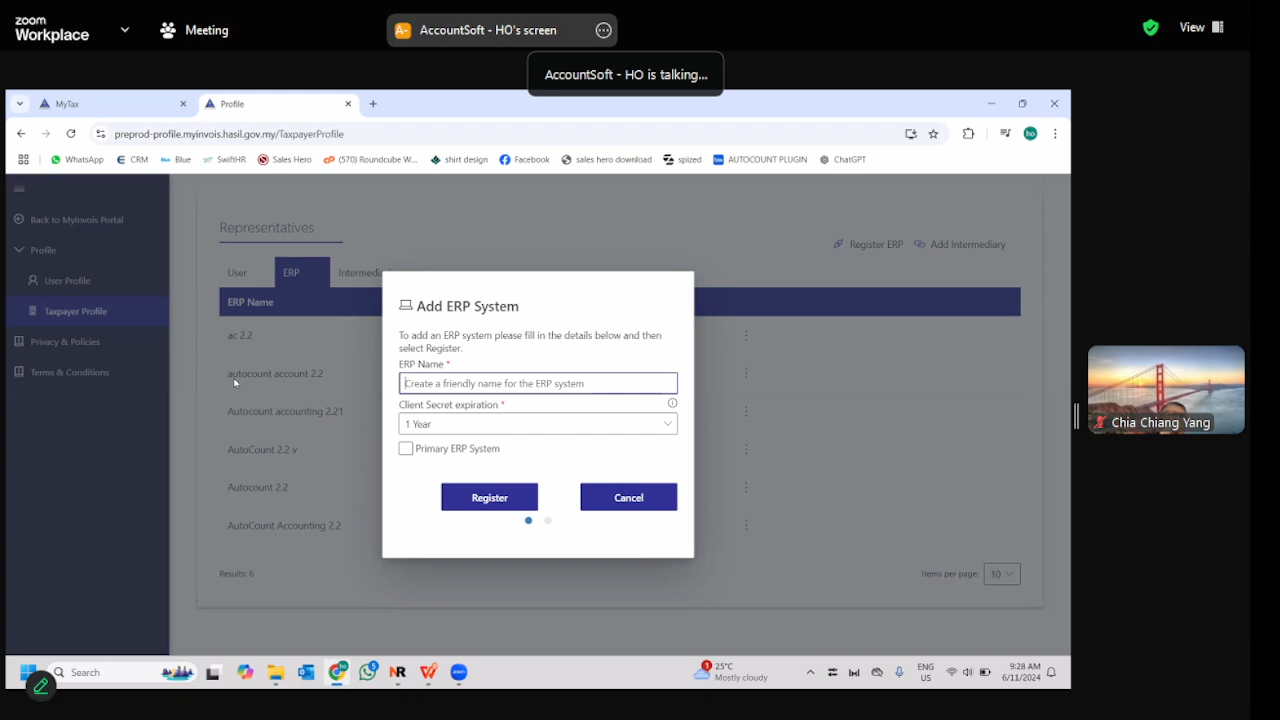 zoom
Workplace
Meeting
A- AccountSoft - HO's screen
View
AccountSoft - HO is talking...
MyTax
Profile
preprod-profile.myinvois.hasil.gov.my/TaxpayerProfile
ho
WhatsApp
CRM
Blue
SwiftHR
Sales Hero
(570) Roundcube W...
shirt design
Facebook
sales hero download
spized
AUTOCOUNT PLUGIN
ChatGPT
Back to MyInvois Portal
Profile
User Profile
Taxpayer Profile
Privacy & Policies
Terms & Conditions
Representatives
Register ERP
Add Intermediary
User
ERP
Intermedi
ERP Name
ac 2.2
autocount account 2.2
Autocount accounting 2.21
AutoCount 2.2 v
Autocount 2.2
AutoCount Accounting 2.2
Results: 6
Items per page: 10
Add ERP System
To add an ERP system please fill in the details below and then
select Register.
ERP Name *
Create a friendly name for the ERP system
Client Secret expiration *
1 Year
Primary ERP System
Register
Cancel
Chia Chiang Yang
Search
5
1
25°C
Mostly cloudy
ENG
US
9:28 AM
6/11/2024